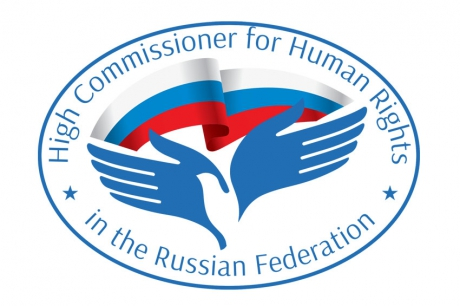 High Commissioner for Human Rights
in the Russian Federation